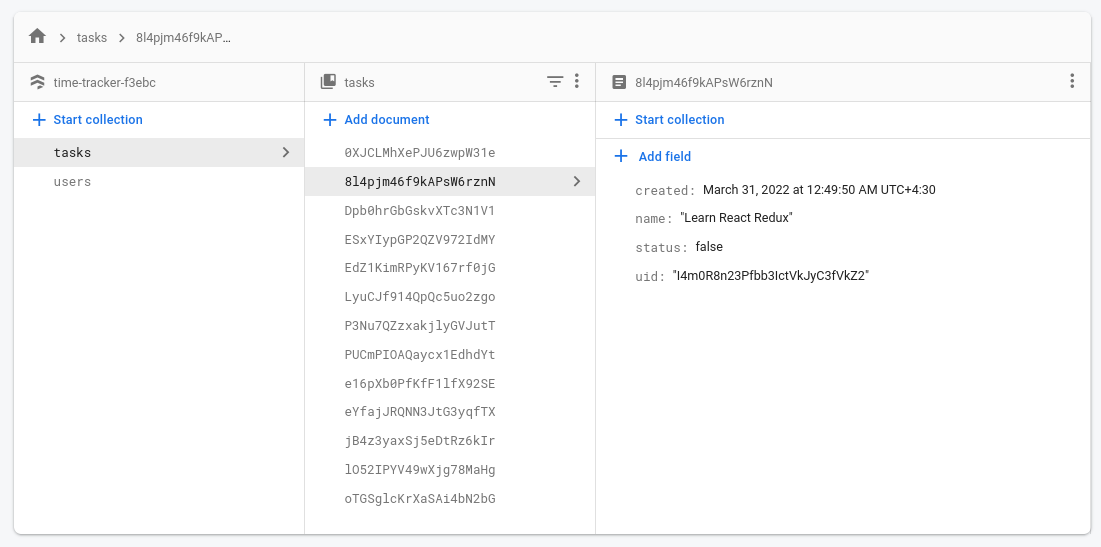 tasks
8l4pjm46f9kAP…
time-tracker-f3ebc
Start collection
tasks
users
tasks
Add document
0XJCLMhXePJU6zwpW31e
8l4pjm46f9kAPsW6rznN
Dpb0hrGbGskvXTc3N1V1
ESxYIypGP2QZV972IdMY
EdZ1KimRPyKV167rf0jG
LyuCJf914QpQc5uo2zgo
P3Nu7QZzxakjlyGVJutT
PUCmPIOAQaycx1EdhdYt
e16pXb0PfKfF1lfX92SE
eYfajJRQNN3JtG3yqfTX
jB4z3yaxSj5eDtRz6kIr
lO52IPYV49wXjg78MaHg
oTGSglcKrXaSAi4bN2bG
8l4pjm46f9kAPsW6rznN
Start collection
Add field
created: March 31, 2022 at 12:49:50 AM UTC+4:30
name: "Learn React Redux"
status: false
uid: "I4m0R8n23Pfbb3IctVkJyC3fVkZ2"